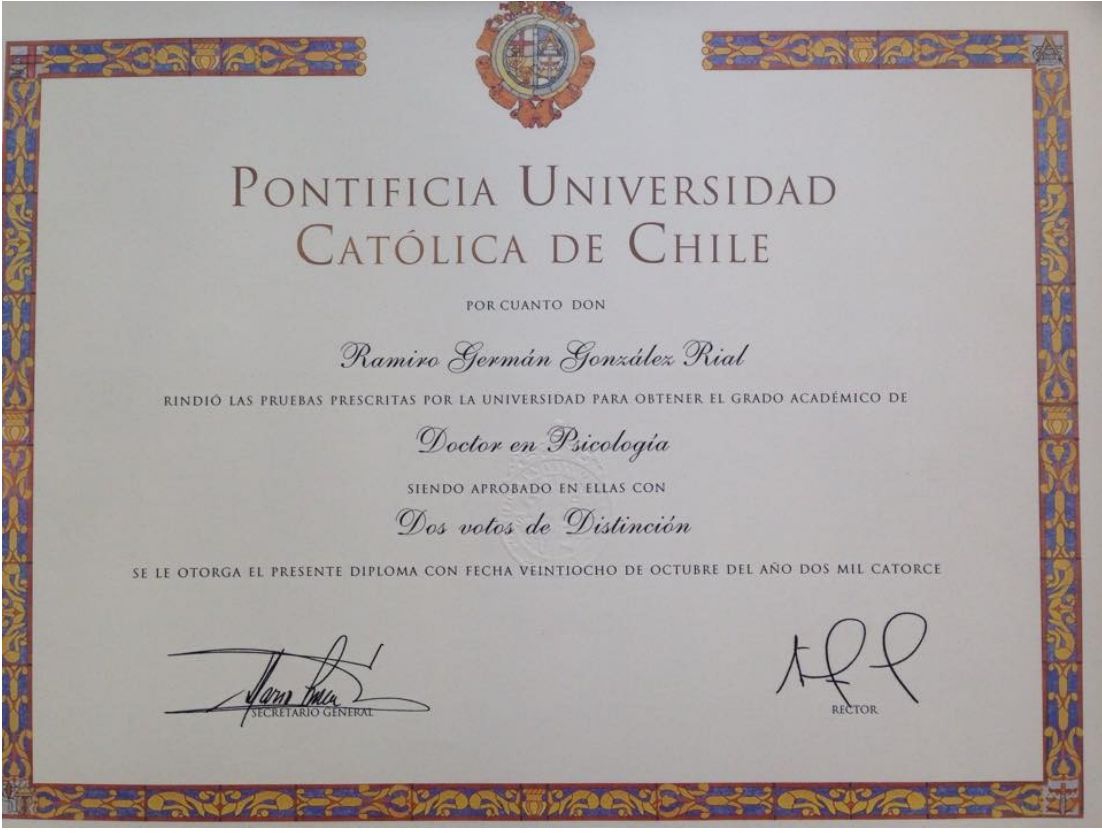 PONTIFICIA UNIVERSIDAD
CATÓLICA DE CHILE
POR CUANTO DON
Ramiro Germán González Rial
RINDIÓ LAS PRUEBAS PRESCRITAS POR LA UNIVERSIDAD PARA OBTENER EL GRADO ACADÉMICO DE
Doctor en Psicología
SIENDO APROBADO EN ELLAS CON
Dos votos de Distinción
SE LE OTORGA EL PRESENTE DIPLOMA CON FECHA VEINTIOCHO DE OCTUBRE DEL AÑO DOS MIL CATORCE
SECRETARIO GENERAL
RECTOR